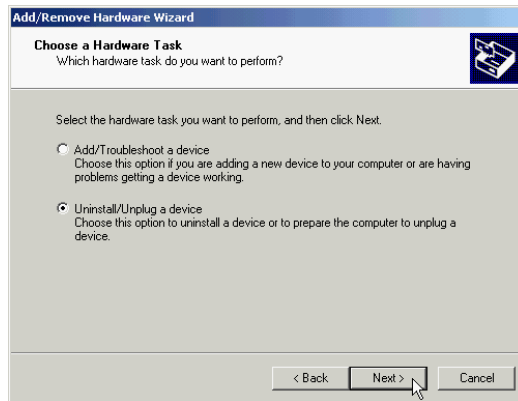 Add/Remove Hardware Wizard
Choose a Hardware Task
Which hardware task do you want to perform?
Select the hardware task you want to perform, and then click Next.
Add/Troubleshoot a device
Choose this option if you are adding a new device to your computer or are having
problems getting a device working.
Uninstall/Unplug a device
Choose this option to uninstall a device or to prepare the computer to unplug a
device.
< Back Next > Cancel